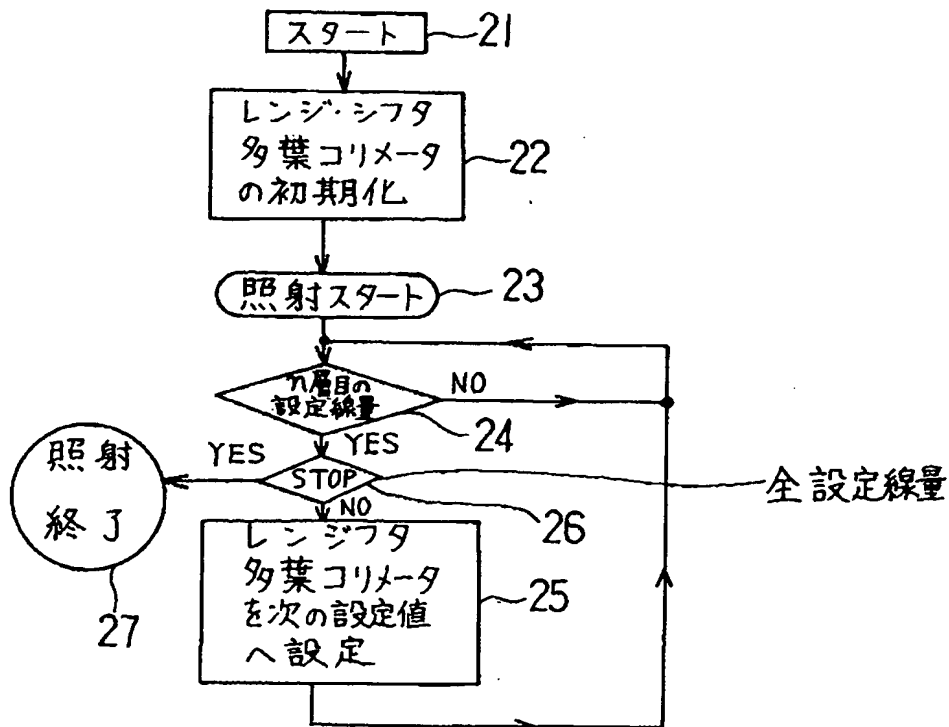 スタート
21
レンジ・シフタ
多葉コリメータ
の初期化
22
照射スタート
23
n層目の
設定線量
NO
24
YES
YES
STOP
全設定線量
NO
26
照射
終了
27
レンジフタ
多葉コリメータ
を次の設定値
へ設定
25